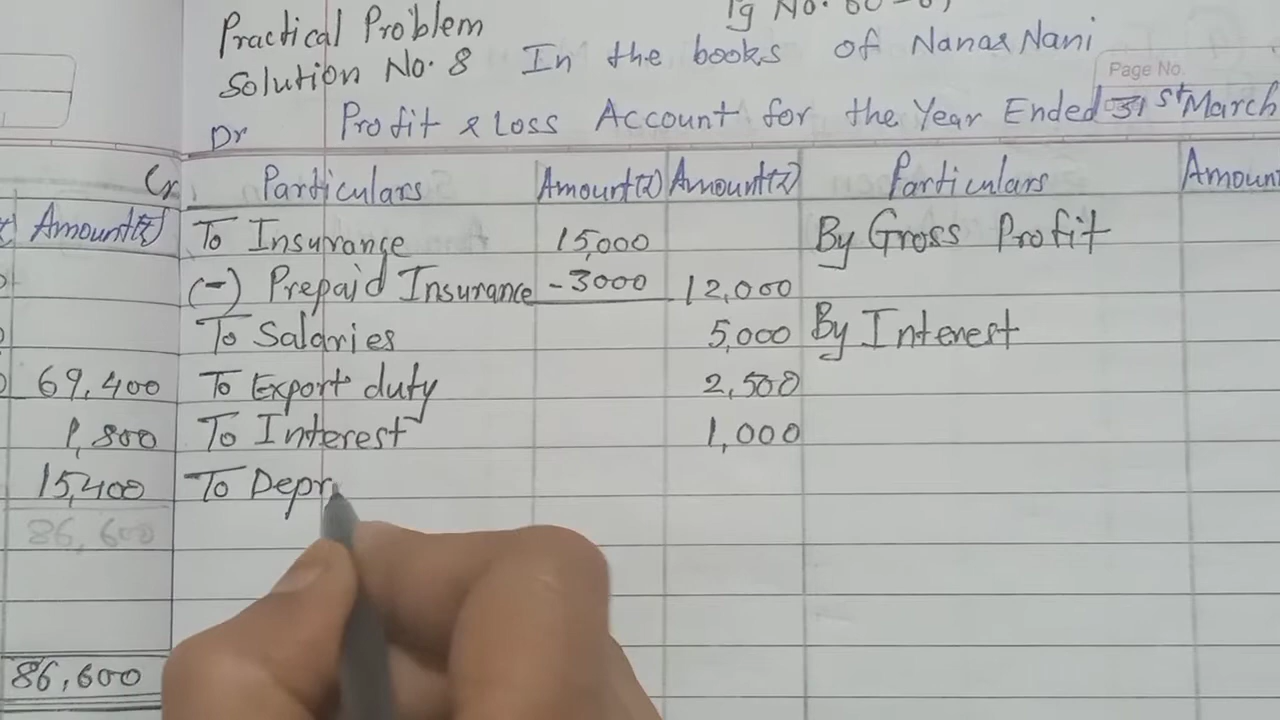 Practical Problem
Solution No. 8 In the books of Nana & Nani
Page No.
Profit & Loss Account for the Year Ended 31st March
Dr
Cr. Particulars Amount(₹) Amount(₹) Particulars Amount
Amount(₹) To Insurance 15,000 By Gross Profit
(-) Prepaid Insurance -3000 12,000
To Salaries 5,000 By Interest
69,400 To Export duty 2,500
1,800 To Interest 1,000
15,400 To Depr
86,600
86,600